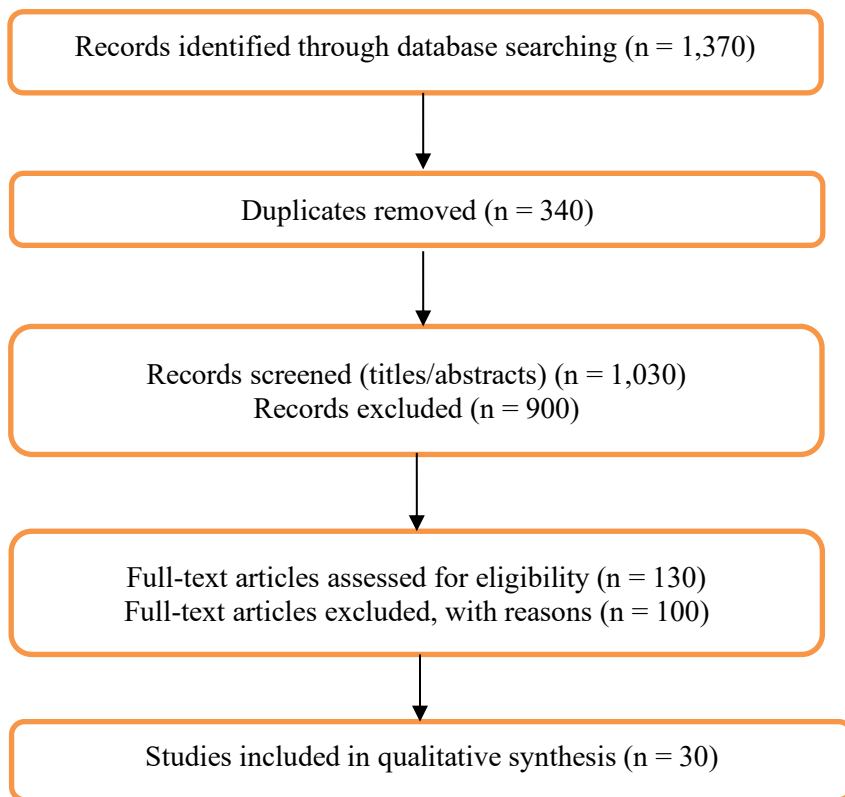 Records identified through database searching (n = 1,370)
Duplicates removed (n = 340)
Records screened (titles/abstracts) (n = 1,030)
Records excluded (n = 900)
Full-text articles assessed for eligibility (n = 130)
Full-text articles excluded, with reasons (n = 100)
Studies included in qualitative synthesis (n = 30)